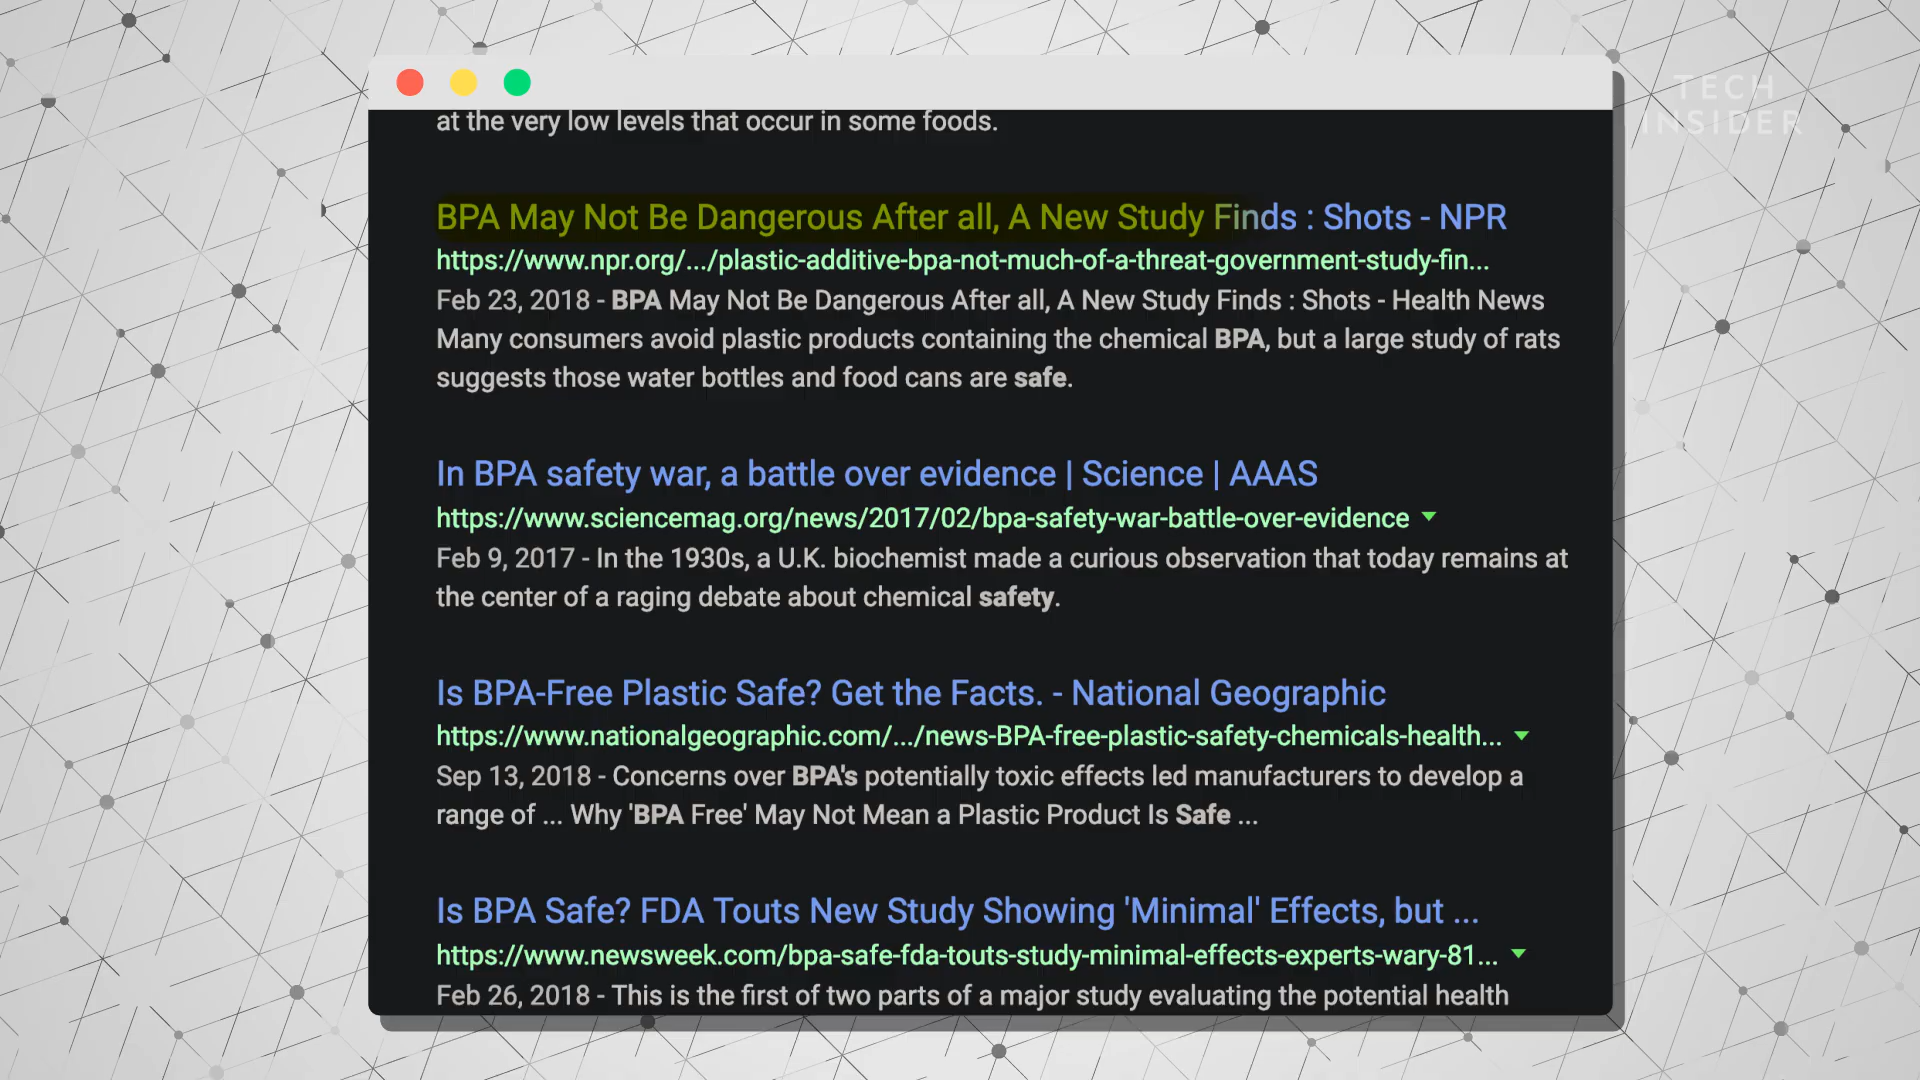 TECH
INSIDER
at the very low levels that occur in some foods.
BPA May Not Be Dangerous After all, A New Study Finds : Shots - NPR
https://www.npr.org/.../plastic-additive-bpa-not-much-of-a-threat-government-study-fin...
Feb 23, 2018 - BPA May Not Be Dangerous After all, A New Study Finds : Shots - Health News
Many consumers avoid plastic products containing the chemical BPA, but a large study of rats
suggests those water bottles and food cans are safe.
In BPA safety war, a battle over evidence | Science | AAAS
https://www.sciencemag.org/news/2017/02/bpa-safety-war-battle-over-evidence
Feb 9, 2017 - In the 1930s, a U.K. biochemist made a curious observation that today remains at
the center of a raging debate about chemical safety.
Is BPA-Free Plastic Safe? Get the Facts. - National Geographic
https://www.nationalgeographic.com/.../news-BPA-free-plastic-safety-chemicals-health...
Sep 13, 2018 - Concerns over BPA's potentially toxic effects led manufacturers to develop a
range of ... Why 'BPA Free' May Not Mean a Plastic Product Is Safe ...
Is BPA Safe? FDA Touts New Study Showing 'Minimal' Effects, but ...
https://www.newsweek.com/bpa-safe-fda-touts-study-minimal-effects-experts-wary-81...
Feb 26, 2018 - This is the first of two parts of a major study evaluating the potential health